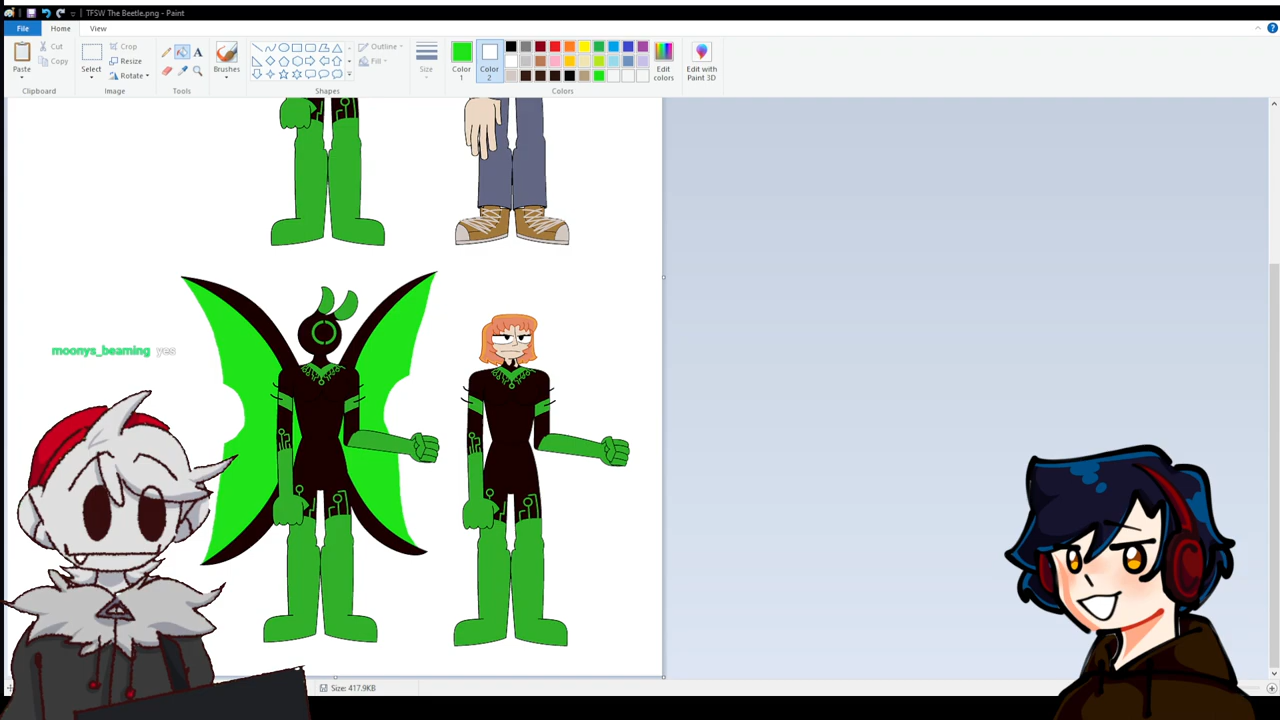 TFSW The Beetle.png - Paint
File Home View
Paste
Cut
Copy
Clipboard
Select
Crop
Resize
Rotate
Image
A
Tools
Brushes
Shapes
Outline
Fill
Size
Color 1
Color 2
Colors
Edit colors
Edit with Paint 3D
moonys_beaming yes
Size: 417.9KB